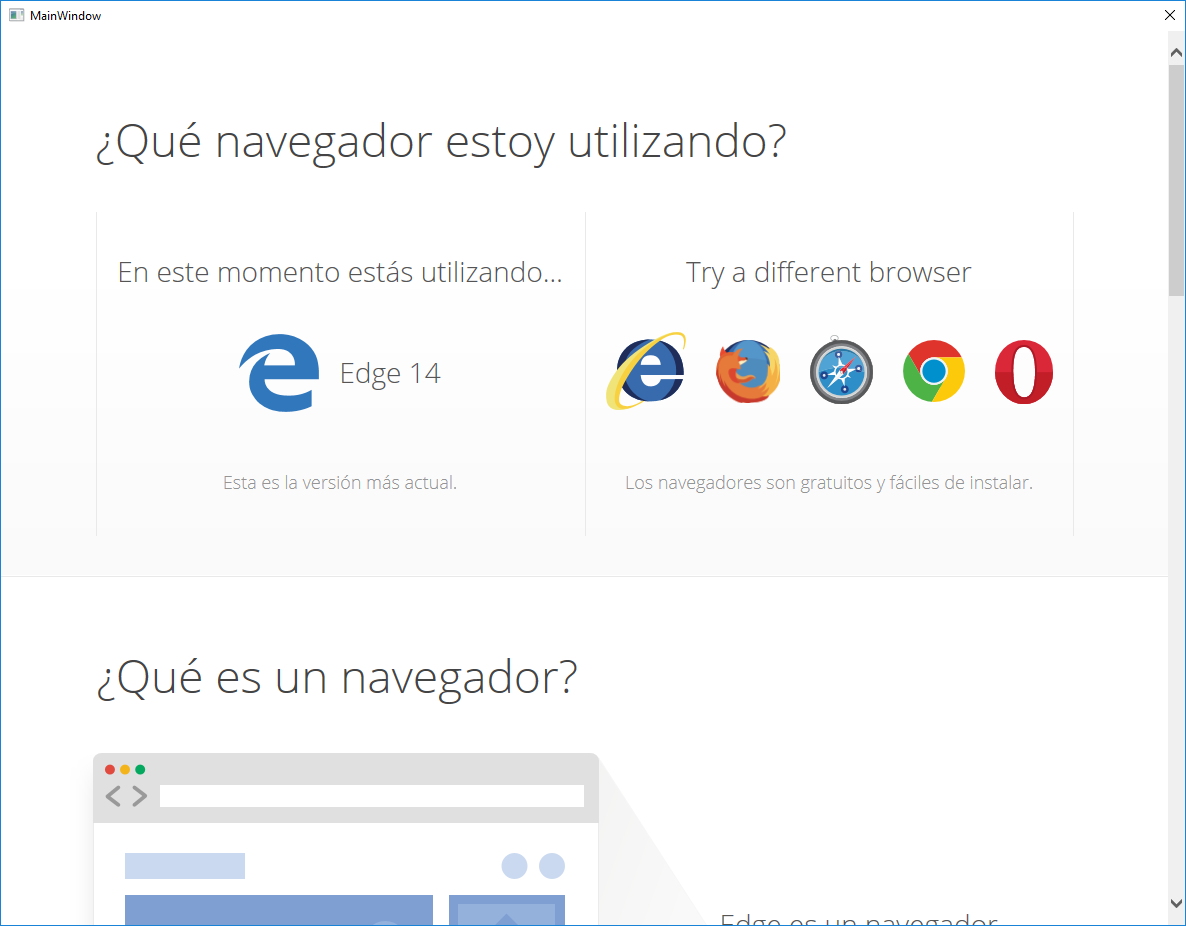 MainWindow
¿Qué navegador estoy utilizando?
En este momento estás utilizando...
Edge 14
Esta es la versión más actual.
Try a different browser
Los navegadores son gratuitos y fáciles de instalar.
¿Qué es un navegador?
Edge es un navegador